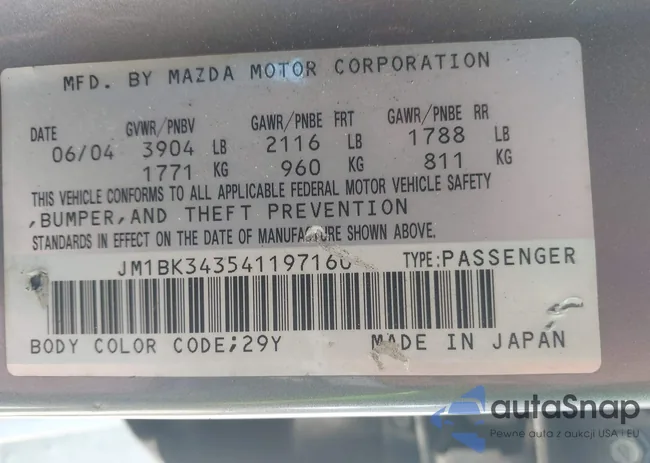 MFD. BY MAZDA MOTOR CORPORATION
DATE GVWR/PNBV GAWR/PNBE FRT GAWR/PNBE RR
06/04 3904 LB 2116 LB 1788 LB
1771 KG 960 KG 811 KG
THIS VEHICLE CONFORMS TO ALL APPLICABLE FEDERAL MOTOR VEHICLE SAFETY
,BUMPER,AND THEFT PREVENTION
STANDARDS IN EFFECT ON THE DATE OF MANUFACTURE SHOWN ABOVE.
JM1BK343541197160 TYPE:PASSENGER
BODY COLOR CODE;29Y MADE IN JAPAN
autaSnap
Pewne auta z aukcji USA i EU